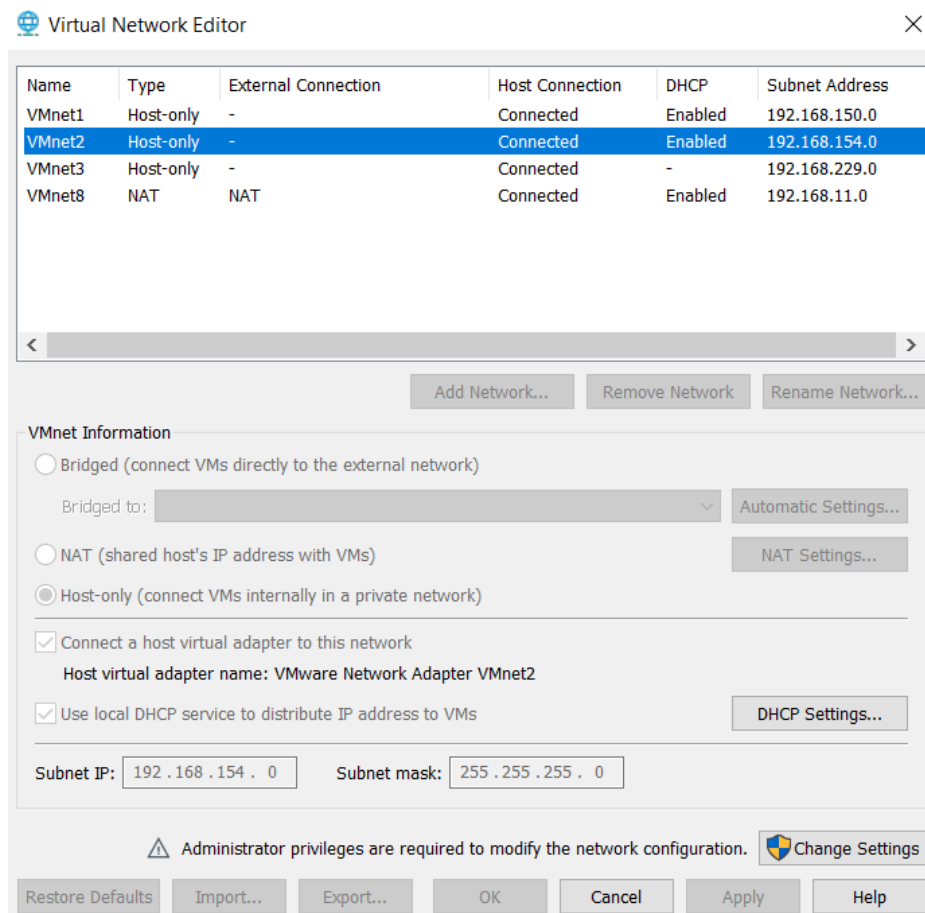 Virtual Network Editor
Name Type External Connection Host Connection DHCP Subnet Address
VMnet1 Host-only - Connected Enabled 192.168.150.0
VMnet2 Host-only - Connected Enabled 192.168.154.0
VMnet3 Host-only - Connected - 192.168.229.0
VMnet8 NAT NAT Connected Enabled 192.168.11.0
Add Network... Remove Network Rename Network...
VMnet Information
Bridged (connect VMs directly to the external network)
Bridged to: Automatic Settings...
NAT (shared host's IP address with VMs) NAT Settings...
Host-only (connect VMs internally in a private network)
Connect a host virtual adapter to this network
Host virtual adapter name: VMware Network Adapter VMnet2
Use local DHCP service to distribute IP address to VMs DHCP Settings...
Subnet IP: 192 . 168 . 154 . 0 Subnet mask: 255 . 255 . 255 . 0
Administrator privileges are required to modify the network configuration. Change Settings
Restore Defaults Import... Export... OK Cancel Apply Help